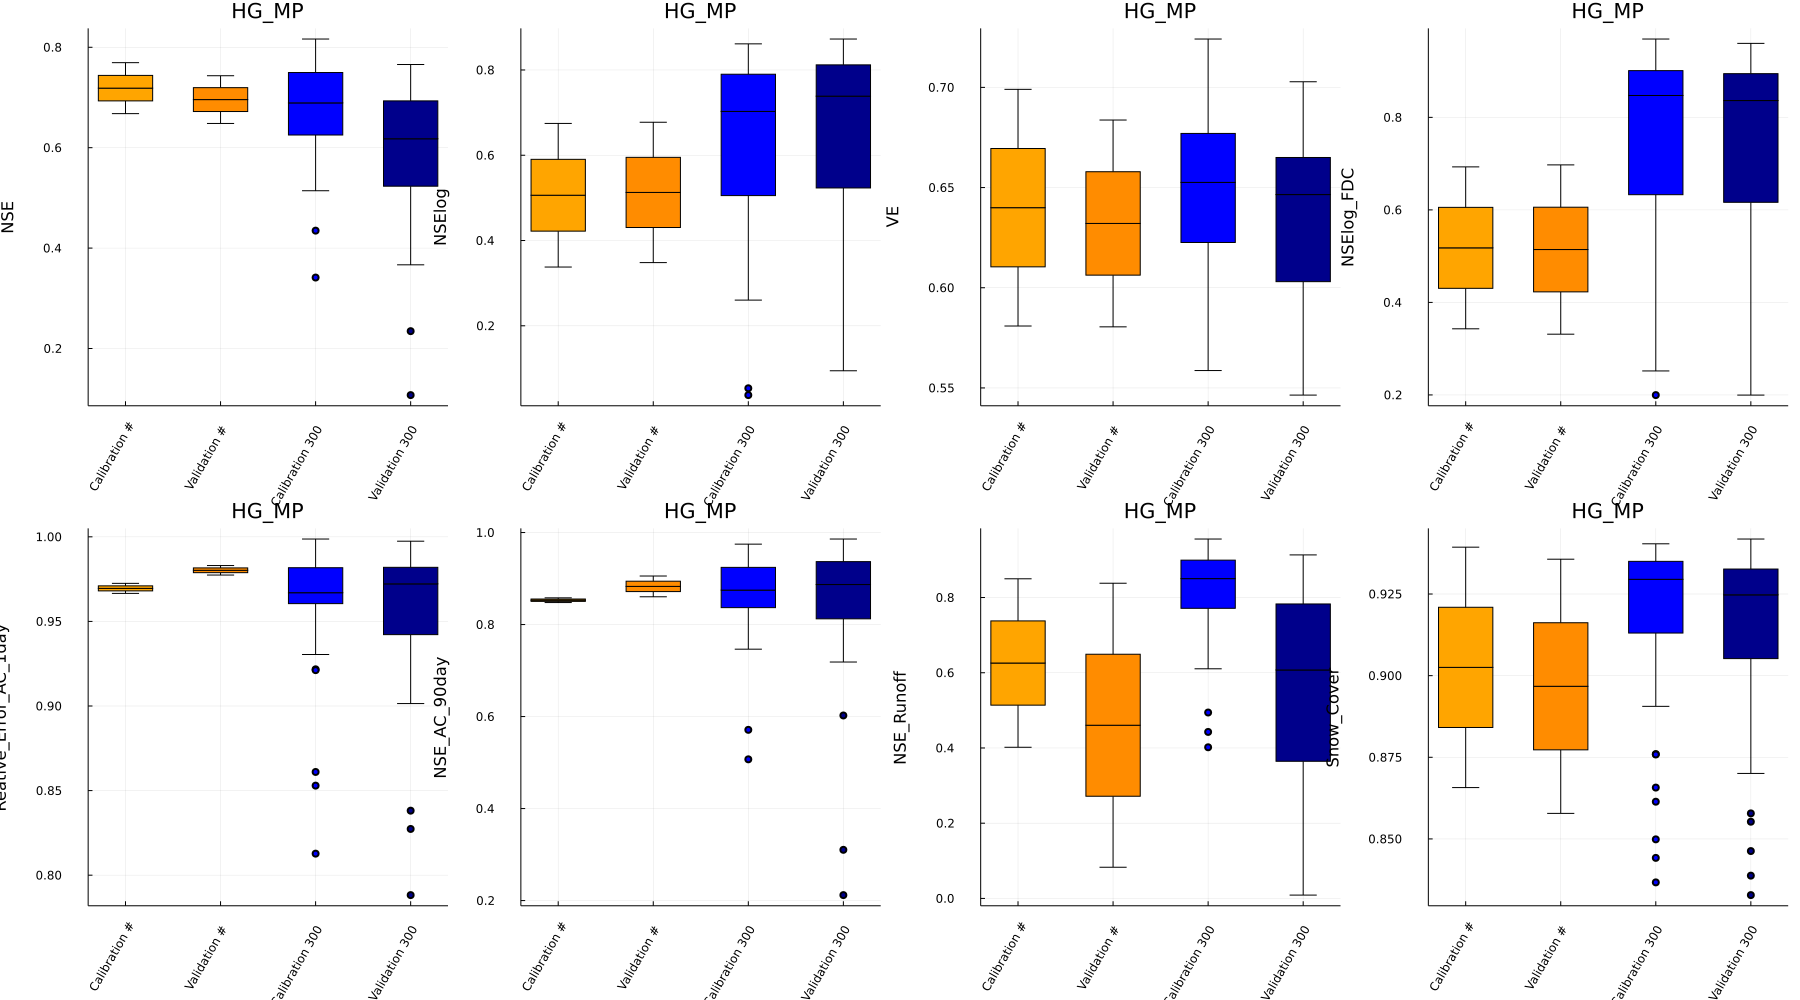 HG_MP HG_MP HG_MP HG_MP
NSE
0.8
0.6
0.4
0.2
Calibration # Validation # Calibration 300 Validation 300
NSElog
0.8
0.6
0.4
0.2
Calibration # Validation # Calibration 300 Validation 300
VE
0.70
0.65
0.60
0.55
Calibration # Validation # Calibration 300 Validation 300
NSElog_FDC
0.8
0.6
0.4
0.2
Calibration # Validation # Calibration 300 Validation 300
HG_MP HG_MP HG_MP HG_MP
Reative_Error_AC_1day
1.00
0.95
0.90
0.85
0.80
Calibration # Validation # Calibration 300 Validation 300
NSE_AC_90day
1.0
0.8
0.6
0.4
0.2
Calibration # Validation # Calibration 300 Validation 300
NSE_Runoff
0.8
0.6
0.4
0.2
0.0
Calibration # Validation # Calibration 300 Validation 300
Snow_Cover
0.925
0.900
0.875
0.850
Calibration # Validation # Calibration 300 Validation 300